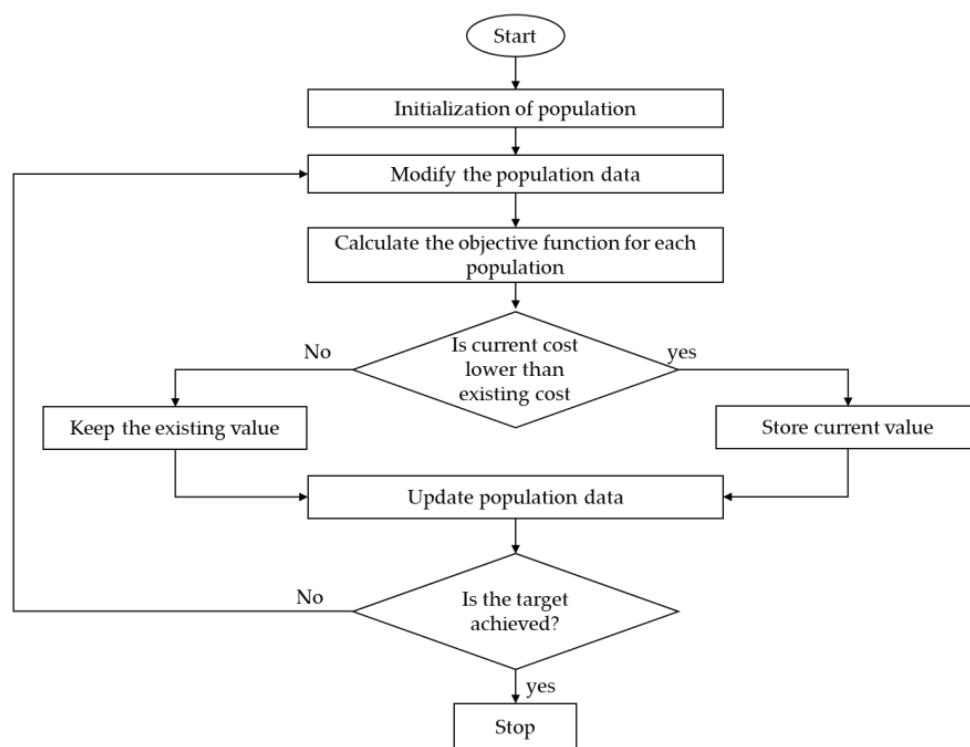 Start
Initialization of population
Modify the population data
Calculate the objective function for each
population
No
Is current cost
lower than
existing cost
yes
Keep the existing value
Store current value
Update population data
No
Is the target
achieved?
yes
Stop